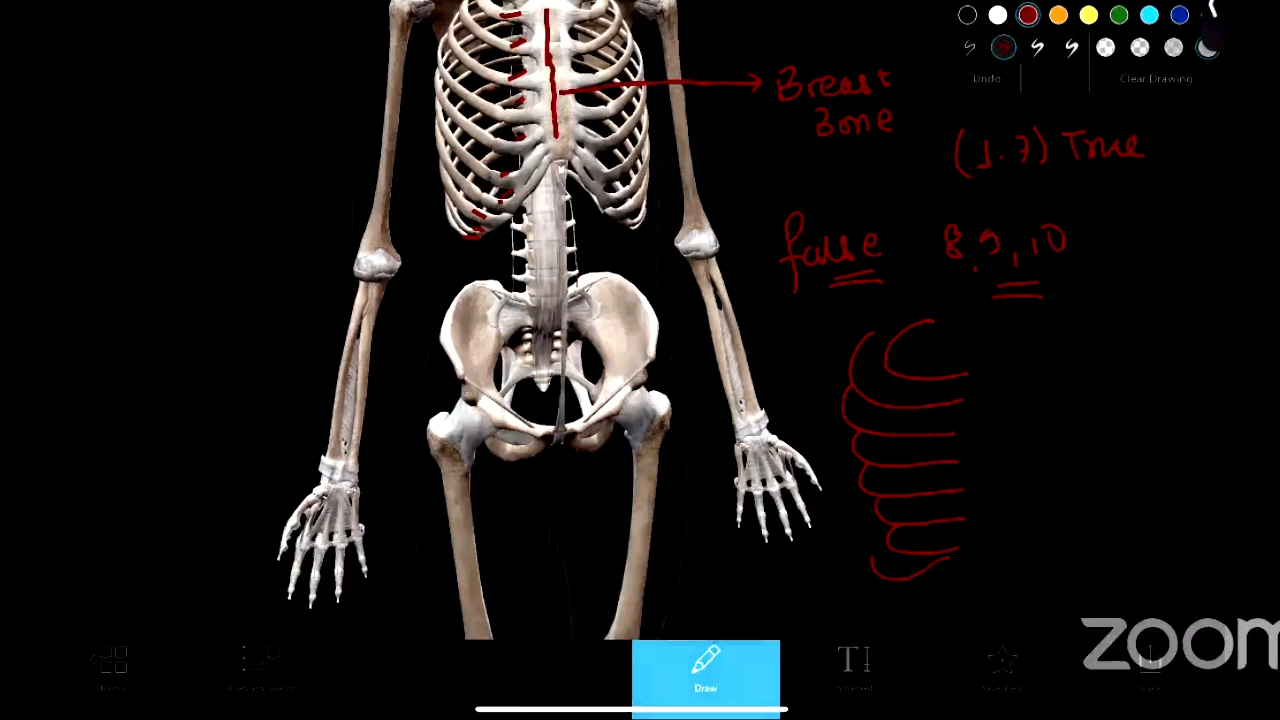 Undo
Clear Drawing
Breast
Bone
(1.7) True
false 8,9,10
zoom
T
Draw